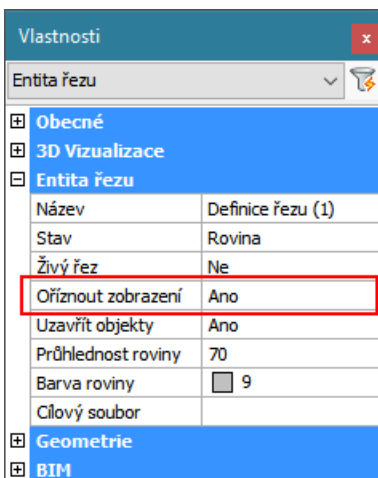 Vlastnosti x
Entita řezu
Obecné
3D Vizualizace
Entita řezu
Název Definice řezu (1)
Stav Rovina
Živý řez Ne
Oříznout zobrazení Ano
Uzavřít objekty Ano
Průhlednost roviny 70
Barva roviny 9
Cílový soubor
Geometrie
BIM